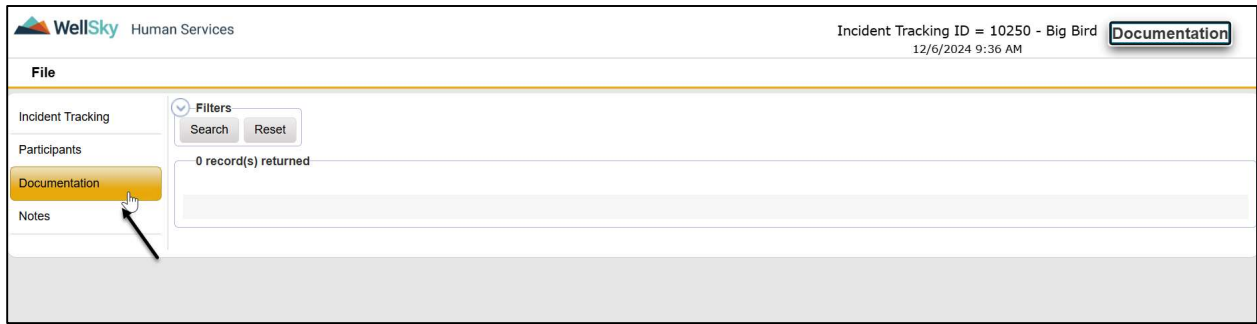 WellSky Human Services
Incident Tracking ID = 10250 - Big Bird
12/6/2024 9:36 AM
Documentation
File
Incident Tracking
Participants
Documentation
Notes
Filters
Search Reset
0 record(s) returned